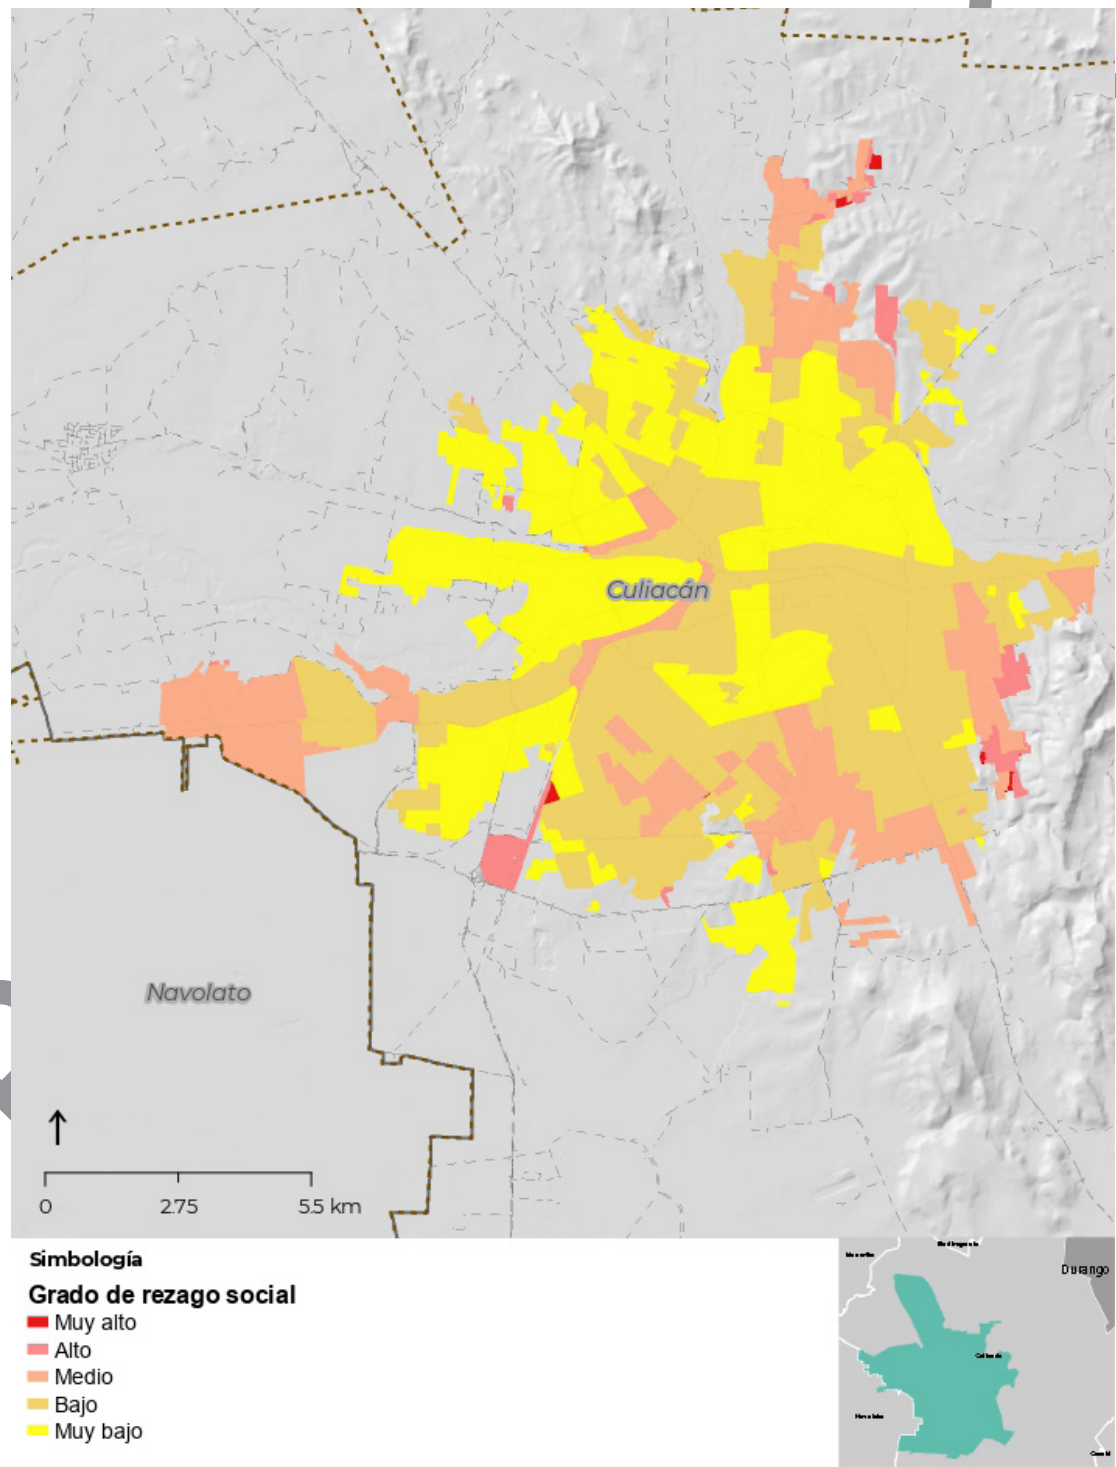 Culiacán
Navolato
0 2.75 5.5 km
Simbología
Grado de rezago social
Muy alto
Alto
Medio
Bajo
Muy bajo
Durango